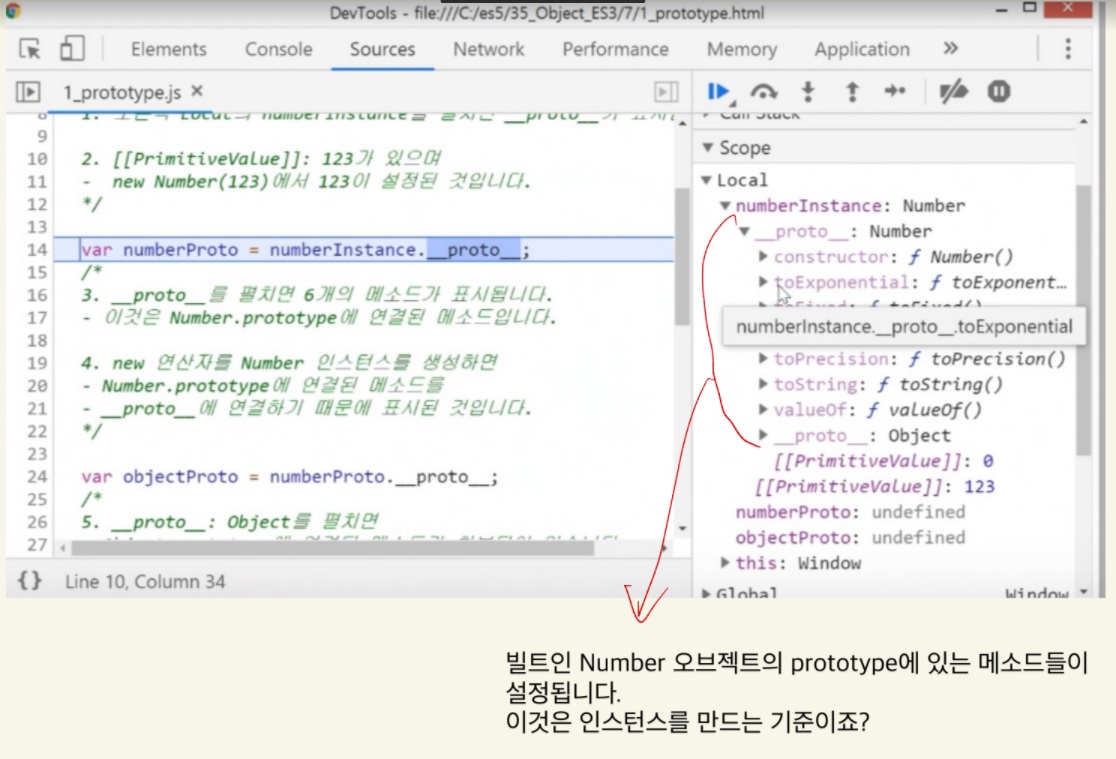 DevTools - file:///C:/es5/35_Object_ES3/7/1_prototype.html
Elements Console Sources Network Performance Memory Application »
1_prototype.js ×
9
10 2. [[PrimitiveValue]]: 123가 있으며
11 - new Number(123)에서 123이 설정된 것입니다.
12 */
13
14 var numberProto = numberInstance.__proto__;
15 /*
16 3. __proto__를 펼치면 6개의 메소드가 표시됩니다.
17 - 이것은 Number.prototype에 연결된 메소드입니다.
18
19 4. new 연산자를 Number 인스턴스를 생성하면
20 - Number.prototype에 연결된 메소드를
21 - __proto__에 연결하기 때문에 표시된 것입니다.
22 */
23
24 var objectProto = numberProto.__proto__;
25 /*
26 5. __proto__: Object를 펼치면
27
{} Line 10, Column 34
Call Stack
Scope
Local
numberInstance: Number
__proto__: Number
constructor: ƒ Number()
toExponential: ƒ toExponent…
numberInstance.__proto__.toExponential
toPrecision: ƒ toPrecision()
toString: ƒ toString()
valueOf: ƒ valueOf()
__proto__: Object
[[PrimitiveValue]]: 0
[[PrimitiveValue]]: 123
numberProto: undefined
objectProto: undefined
this: Window
Global Window
빌트인 Number 오브젝트의 prototype에 있는 메소드들이
설정됩니다.
이것은 인스턴스를 만드는 기준이죠?